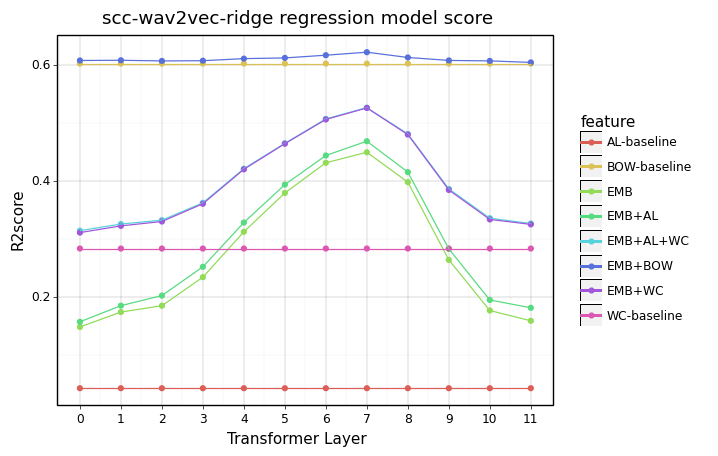 scc-wav2vec-ridge regression model score
R2score
0.6
0.4
0.2
0 1 2 3 4 5 6 7 8 9 10 11
Transformer Layer
feature
AL-baseline
BOW-baseline
EMB
EMB+AL
EMB+AL+WC
EMB+BOW
EMB+WC
WC-baseline